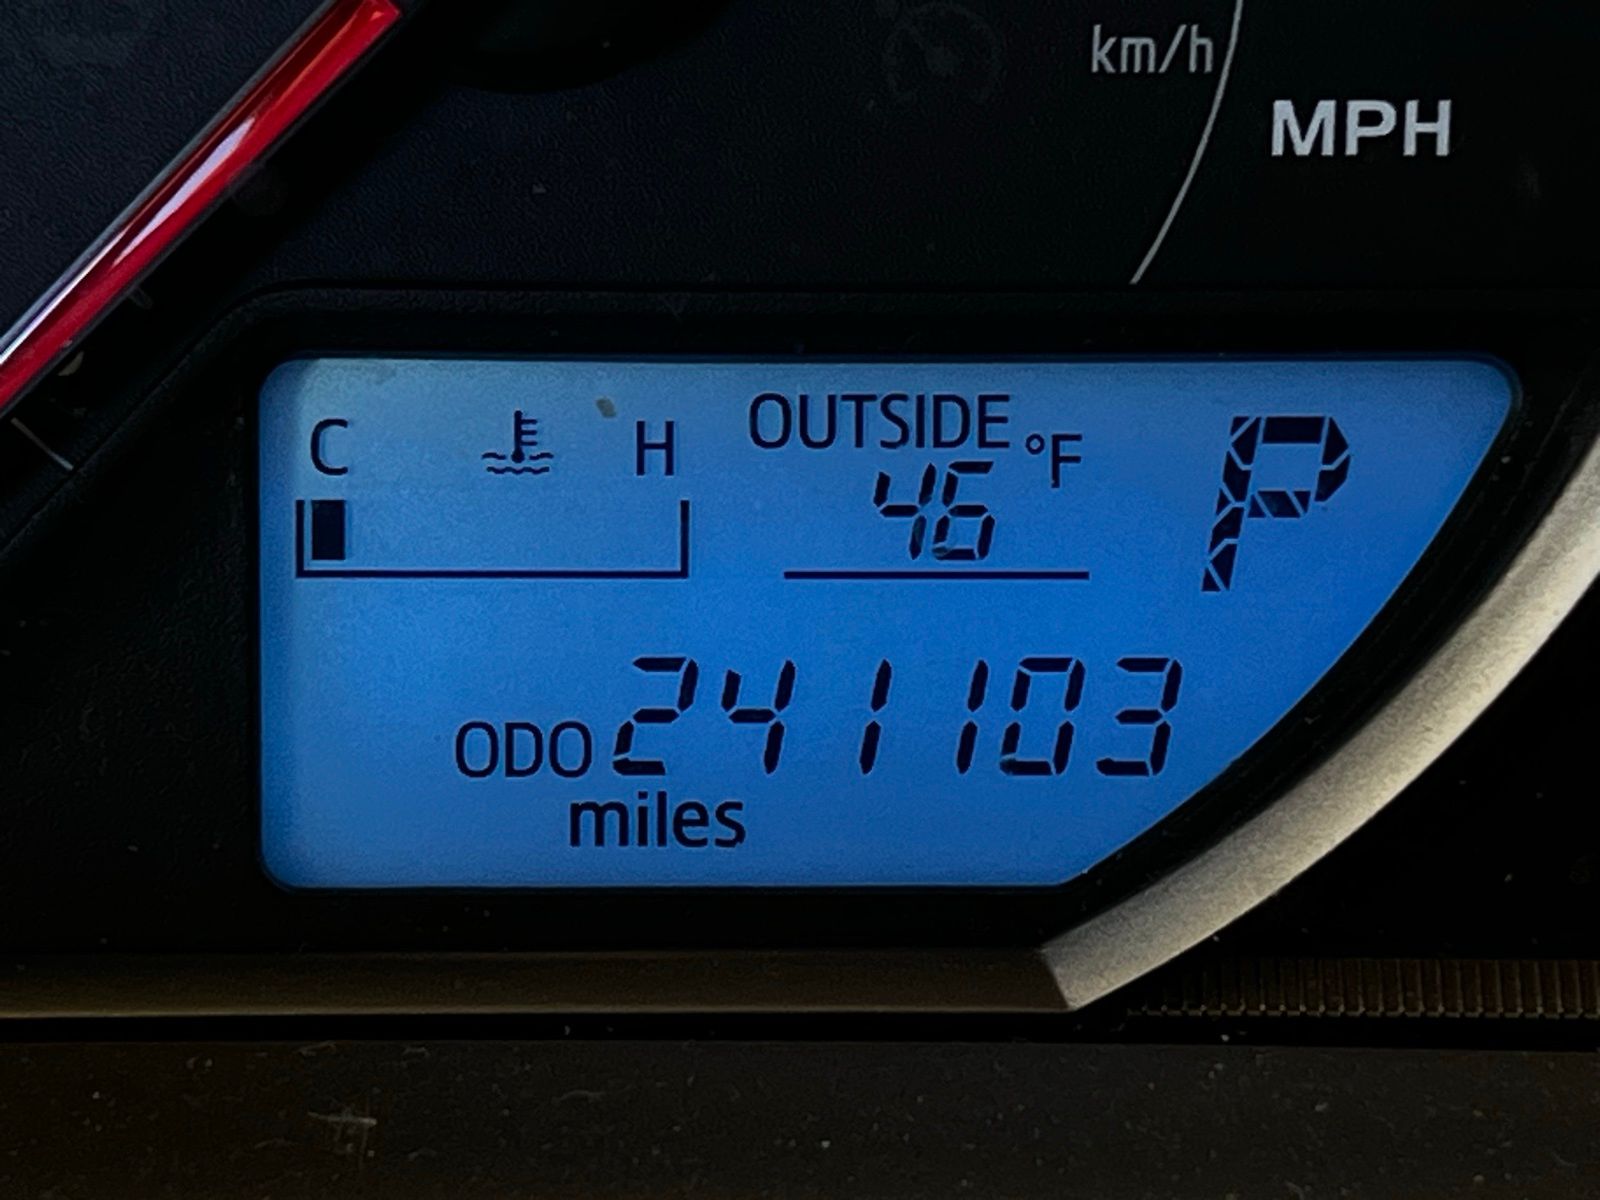 km/h
MPH
C H
OUTSIDE
46 °F
P
ODO 241103
miles